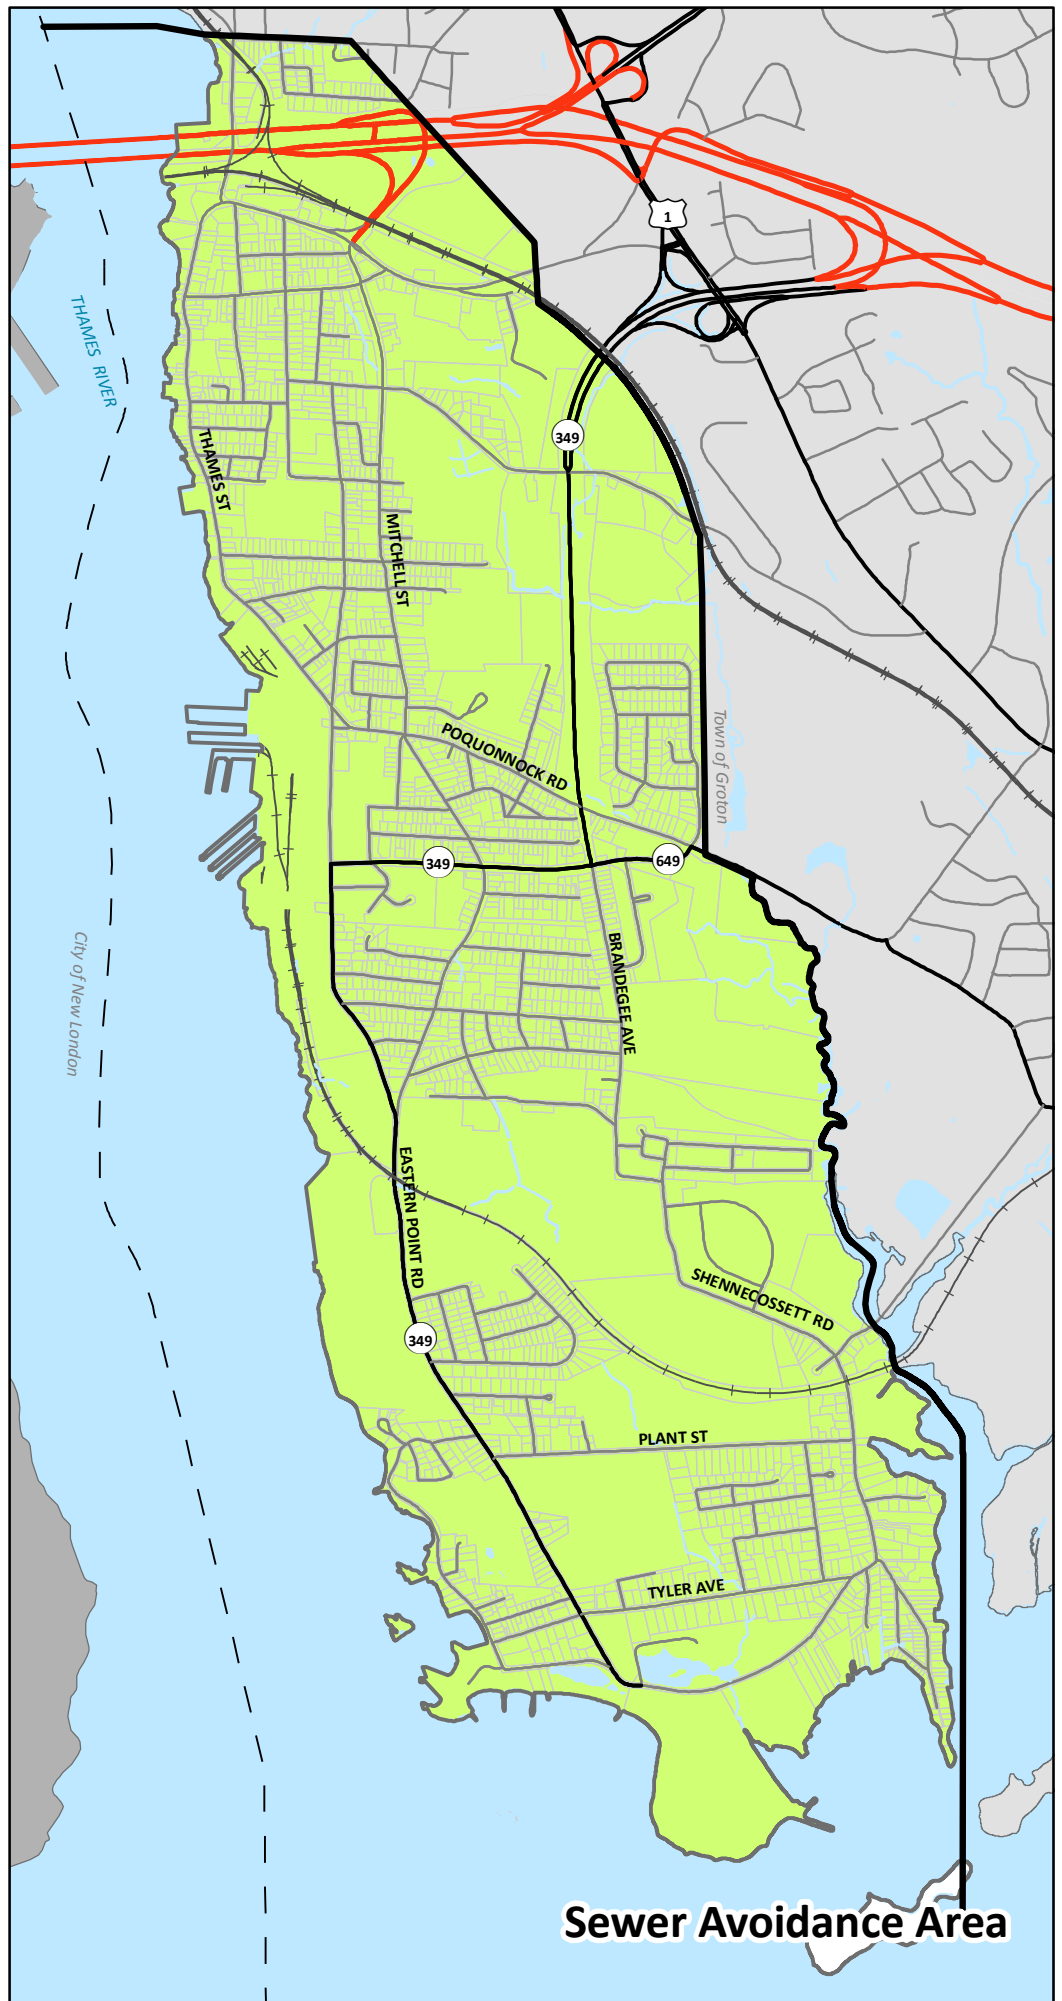 1
THAMES RIVER
349
THAMES ST
MITCHELL ST
POQUONNOCK RD
Town of Groton
349
649
BRANDEGEE AVE
City of New London
EASTERN POINT RD
SHENNECOSSETT RD
349
PLANT ST
TYLER AVE
Sewer Avoidance Area